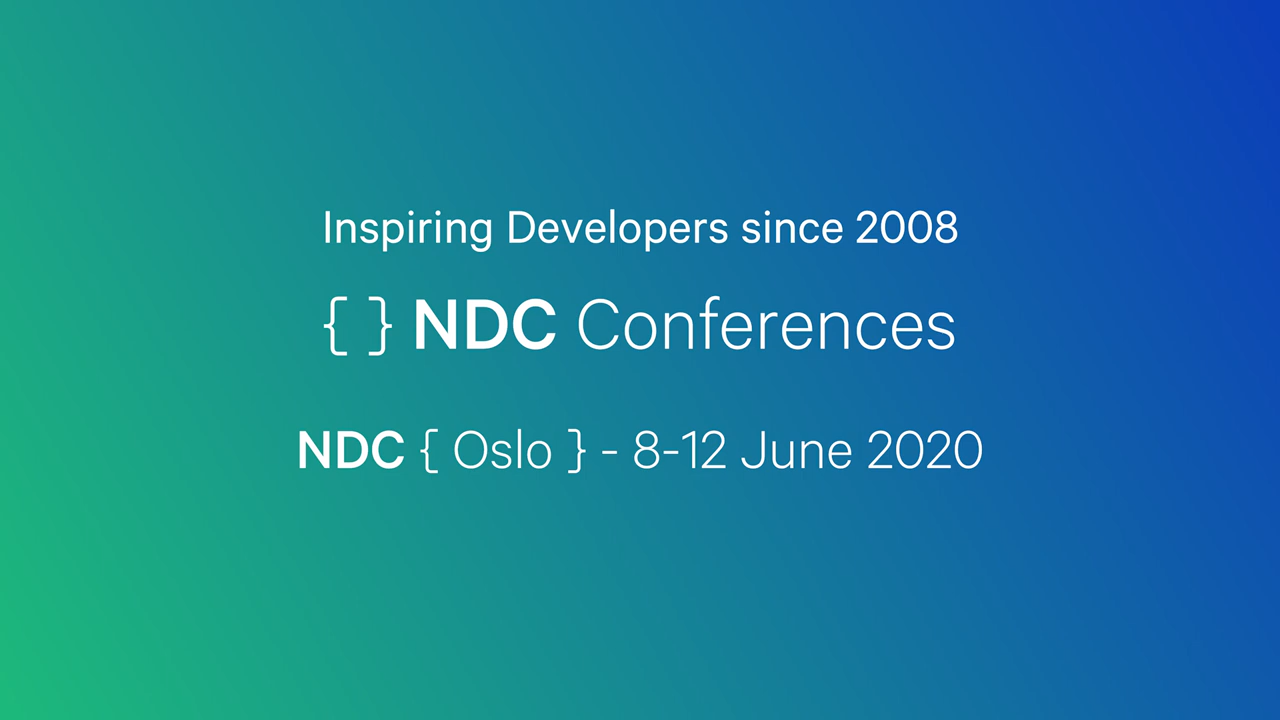 Inspiring Developers since 2008
{ } NDC Conferences
NDC { Oslo } - 8-12 June 2020